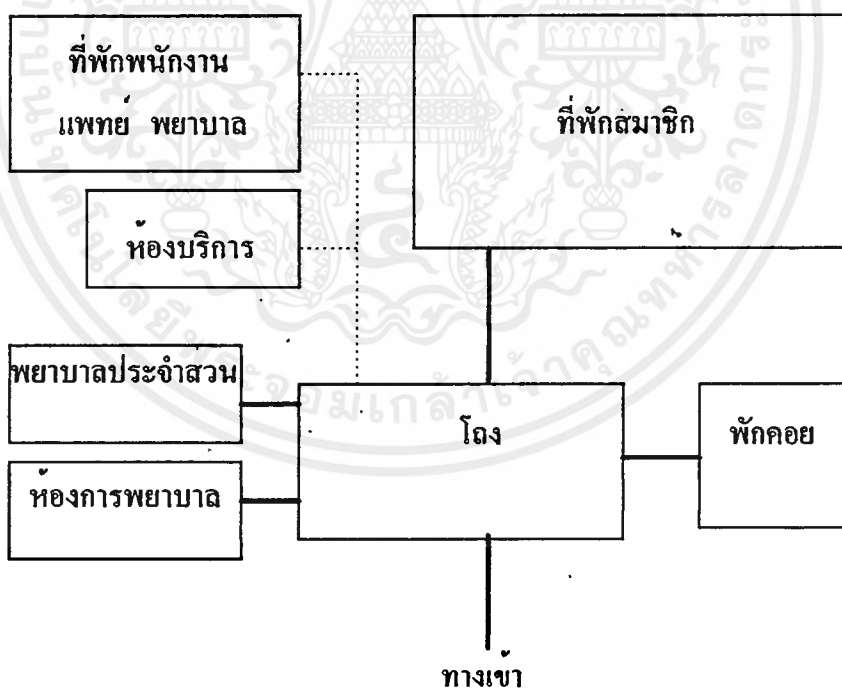 ที่พักพนักงาน
แพทย์ พยาบาล
ที่พักสมาชิก
ห้องบริการ
พยาบาลประจำสวน
โถง
พักคอย
ห้องการพยาบาล
ทางเข้า